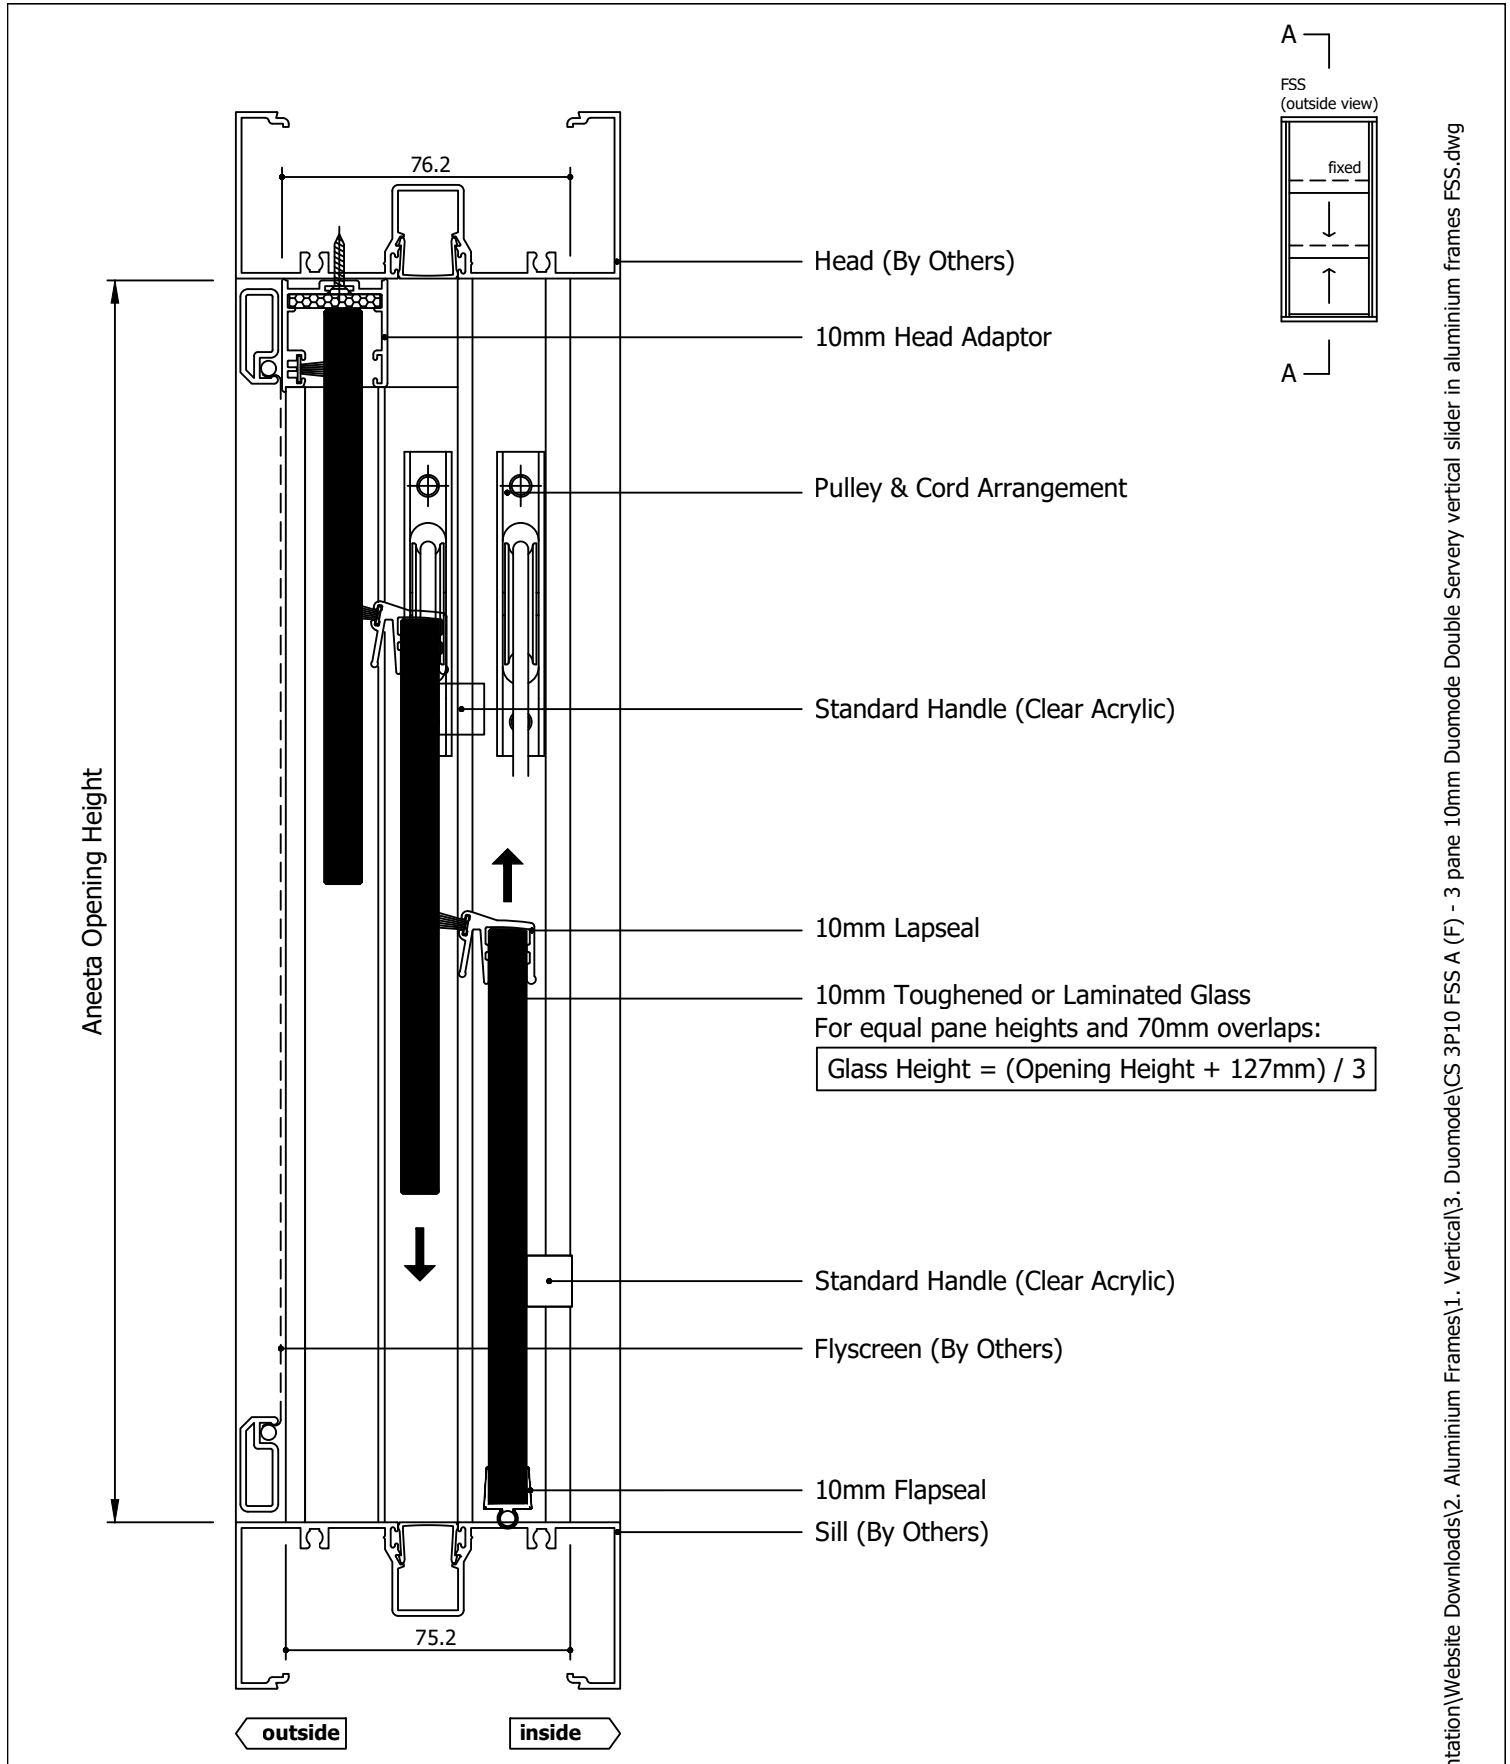 A
FSS
(outside view)
fixed
A
76.2
Head (By Others)
10mm Head Adaptor
Pulley & Cord Arrangement
Standard Handle (Clear Acrylic)
Aneeta Opening Height
10mm Lapseal
10mm Toughened or Laminated Glass
For equal pane heights and 70mm overlaps:
Glass Height = (Opening Height + 127mm) / 3
Standard Handle (Clear Acrylic)
Flyscreen (By Others)
10mm Flapseal
Sill (By Others)
75.2
outside
inside
ntation\Website Downloads\2. Aluminium Frames\1. Vertical\3. Duomode\CS 3P10 FSS A (F) - 3 pane 10mm Duomode Double Servery vertical slider in aluminium frames FSS.dwg